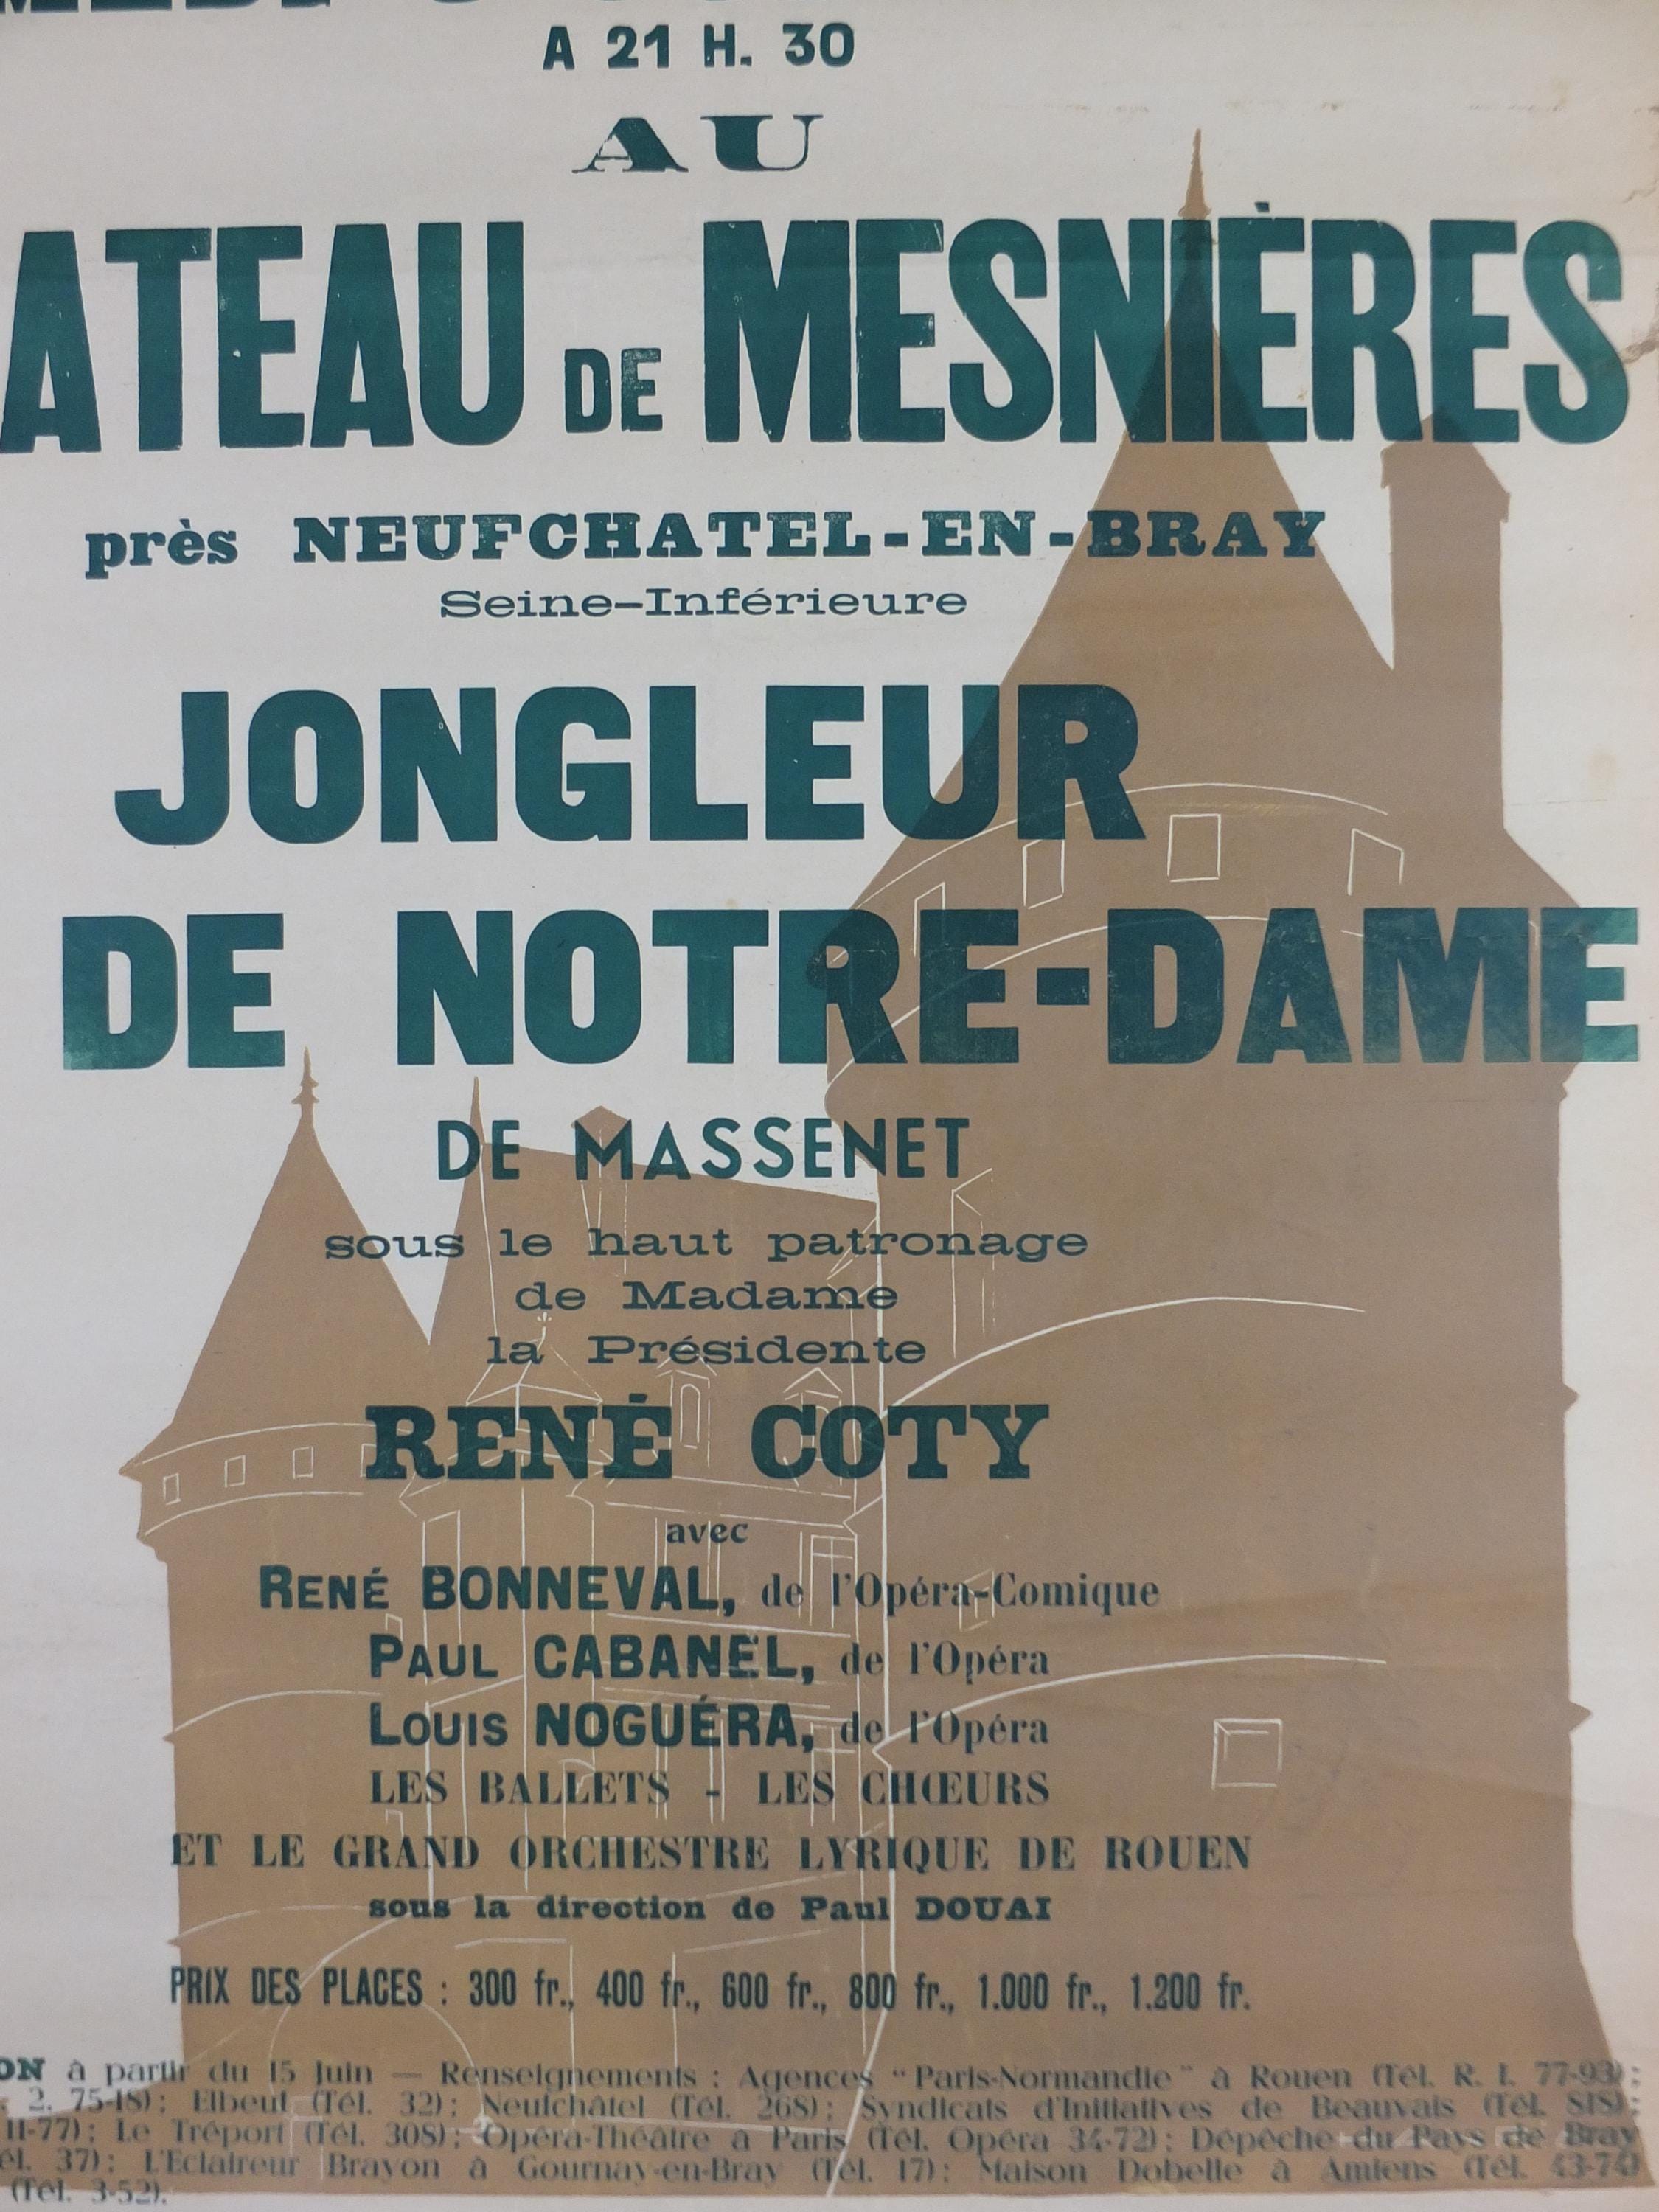 A 21 H. 30
AU
ATEAU DE MESNIÈRES
près NEUFCHATEL-EN-BRAY
Seine-Inférieure
JONGLEUR
DE NOTRE-DAME
DE MASSENET
sous le haut patronage
de Madame
la Présidente
RENÉ COTY
avec
RENÉ BONNEVAL, de l'Opéra-Comique
PAUL CABANEL, de l'Opéra
LOUIS NOGUÉRA, de l'Opéra
LES BALLETS - LES CHŒURS
ET LE GRAND ORCHESTRE LYRIQUE DE ROUEN
sous la direction de Paul DOUAI
PRIX DES PLACES : 300 fr., 400 fr., 600 fr., 800 fr., 1.000 fr., 1.200 fr.
ON à partir du 15 Juin — Renseignements : Agences "Paris-Normandie" à Rouen (Tél. R. I. 77-93) ;
2. 75-18) ; Elbeuf (Tél. 32) ; Neufchâtel (Tél. 268) ; Syndicats d'Initiatives de Beauvais (Tél. 818) ;
11-77) ; Le Tréport (Tél. 308) ; Opéra-Théâtre à Paris (Tél. Opéra 34-72) ; Dépêche du Pays de Bray
él. 37) ; L'Eclaireur Brayon à Gournay-en-Bray (Tél. 17) ; Maison Dobelle à Amiens (Tél. 43-74)
(Tél. 3-52).